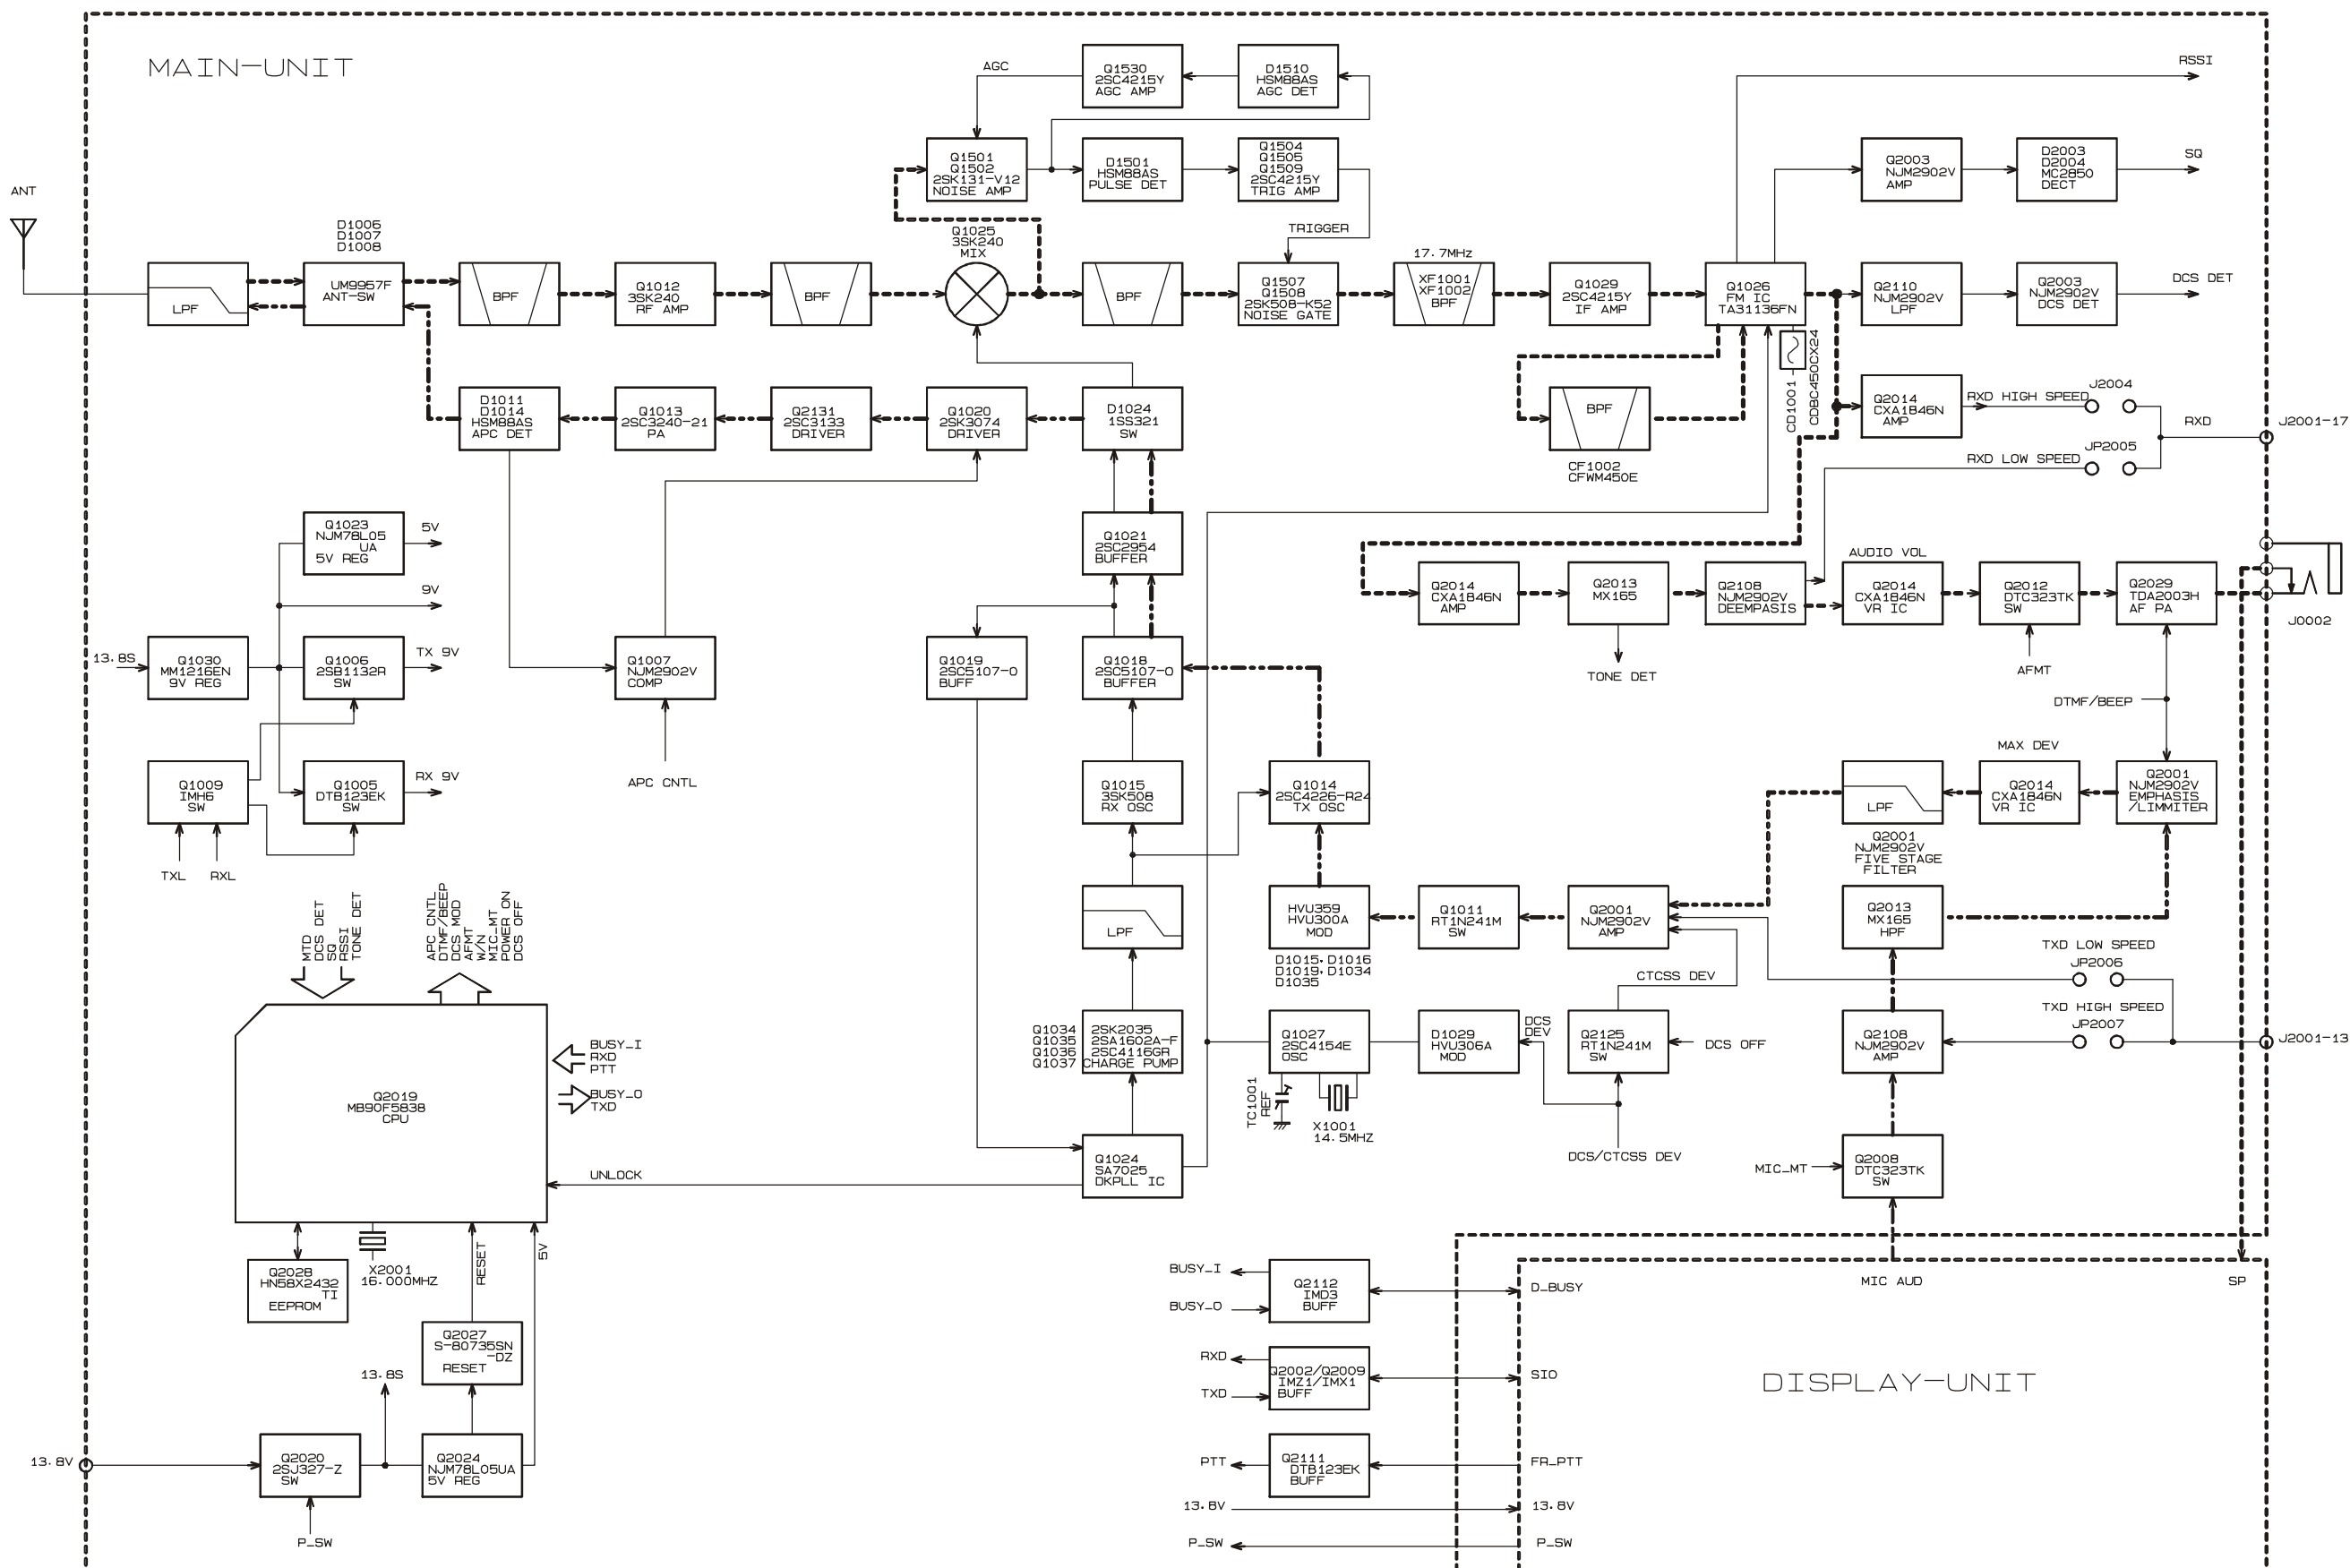 MAIN-UNIT
AGC
Q1530
2SC4215Y
AGC AMP
D1510
HSM88AS
AGC DET
RSSI
Q1501
Q1502
2SK131-V12
NOISE AMP
D1501
HSM88AS
PULSE DET
Q1504
Q1505
Q1509
2SC4215Y
TRIG AMP
Q2003
NJM2902V
AMP
D2003
D2004
MC2850
DECT
SQ
ANT
D1006
D1007
D1008
Q1025
3SK240
MIX
TRIGGER
17.7MHz
LPF
UM9957F
ANT-SW
BPF
Q1012
3SK240
RF AMP
BPF
BPF
Q1507
Q1508
2SK508-K52
NOISE GATE
XF1001
XF1002
BPF
Q1029
2SC4215Y
IF AMP
Q1026
FM IC
TA31136FN
Q2110
NJM2902V
LPF
Q2003
NJM2902V
DCS DET
DCS DET
D1011
D1014
HSM88AS
APC DET
Q1013
2SC3240-21
PA
Q2131
2SC3133
DRIVER
Q1020
2SK3074
DRIVER
D1024
1SS321
SW
BPF
CF1002
CFWM450E
CD1001
CDBC450CX24
Q2014
CXA1846N
AMP
RXD HIGH SPEED
J2004
RXD
J2001-17
RXD LOW SPEED
JP2005
Q1023
NJM78L05
UA
5V REG
5V
9V
Q1021
2SC2954
BUFFER
AUDIO VOL
Q2014
CXA1846N
AMP
Q2013
MX165
Q2108
NJM2902V
DEEMPASIS
Q2014
CXA1846N
VR IC
Q2012
DTC323TK
SW
Q2029
TDA2003H
AF PA
J0002
13.8S
Q1030
MM1216EN
9V REG
Q1006
2SB1132R
SW
TX 9V
Q1007
NJM2902V
COMP
Q1019
2SC5107-O
BUFF
Q1018
2SC5107-O
BUFFER
TONE DET
AFMT
DTMF/BEEP
Q1009
IMH6
SW
Q1005
DTB123EK
SW
RX 9V
APC CNTL
Q1015
3SK508
RX OSC
Q1014
2SC4226-R24
TX OSC
MAX DEV
LPF
Q2014
CXA1846N
VR IC
Q2001
NJM2902V
EMPHASIS
/LIMMITER
TXL
RXL
Q2001
NJM2902V
FIVE STAGE
FILTER
MTD
DCS DET
SQ
RSSI
TONE DET
APC CNTL
DTMF/BEEP
DCS MOD
AFMT
W/N
MIC_MT
POWER ON
DCS OFF
LPF
HVU359
HVU300A
MOD
D1015, D1016
D1019, D1034
D1035
Q1011
RT1N241M
SW
Q2001
NJM2902V
AMP
Q2013
MX165
HPF
TXD LOW SPEED
JP2006
CTCSS DEV
TXD HIGH SPEED
JP2007
J2001-13
Q2019
MB90F5838
CPU
BUSY_I
RXD
PTT
BUSY_O
TXD
Q1034
Q1035
Q1036
Q1037
2SK2035
2SA1602A-F
2SC4116GR
CHARGE PUMP
Q1027
2SC4154E
OSC
D1029
HVU306A
MOD
DCS
DEV
Q2125
RT1N241M
SW
DCS OFF
Q2108
NJM2902V
AMP
TC1001
REF
X1001
14.5MHZ
DCS/CTCSS DEV
UNLOCK
Q1024
SA7025
DKPLL IC
MIC_MT
Q2008
DTC323TK
SW
Q2028
HN58X2432
TI
EEPROM
X2001
16.000MHZ
RESET
5V
BUSY_I
BUSY_O
Q2112
IMD3
BUFF
D_BUSY
MIC AUD
SP
Q2027
S-80735SN
-DZ
RESET
13.8S
RXD
TXD
Q2002/Q2009
IMZ1/IMX1
BUFF
SIO
DISPLAY-UNIT
13.8V
Q2020
2SJ327-Z
SW
Q2024
NJM78L05UA
5V REG
PTT
Q2111
DTB123EK
BUFF
FR_PTT
13.8V
13.8V
P_SW
P_SW
P_SW